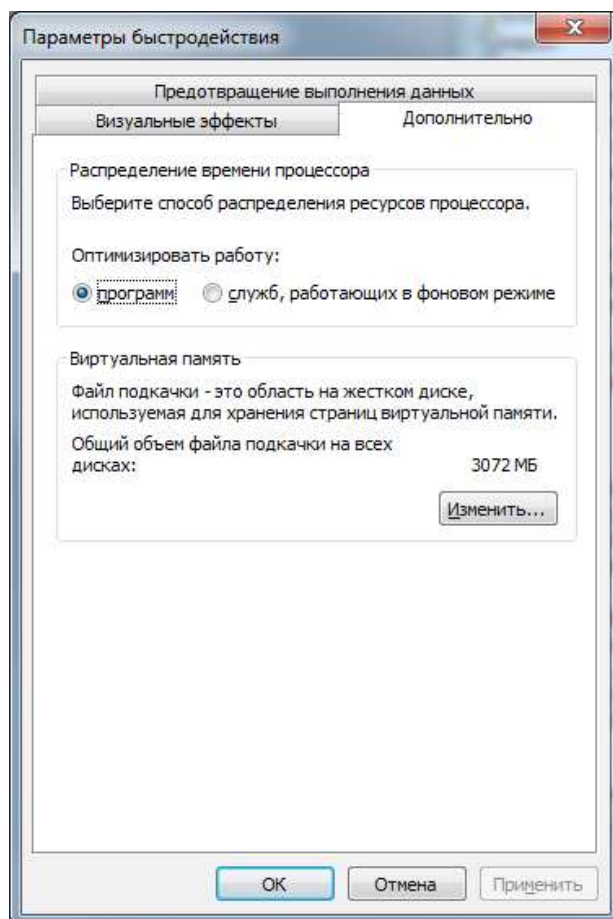 Параметры быстродействия
Предотвращение выполнения данных
Визуальные эффекты
Дополнительно
Распределение времени процессора
Выберите способ распределения ресурсов процессора.
Оптимизировать работу:
программ
служб, работающих в фоновом режиме
Виртуальная память
Файл подкачки - это область на жестком диске,
используемая для хранения страниц виртуальной памяти.
Общий объем файла подкачки на всех
дисках:
3072 МБ
Изменить...
ОК
Отмена
Применить